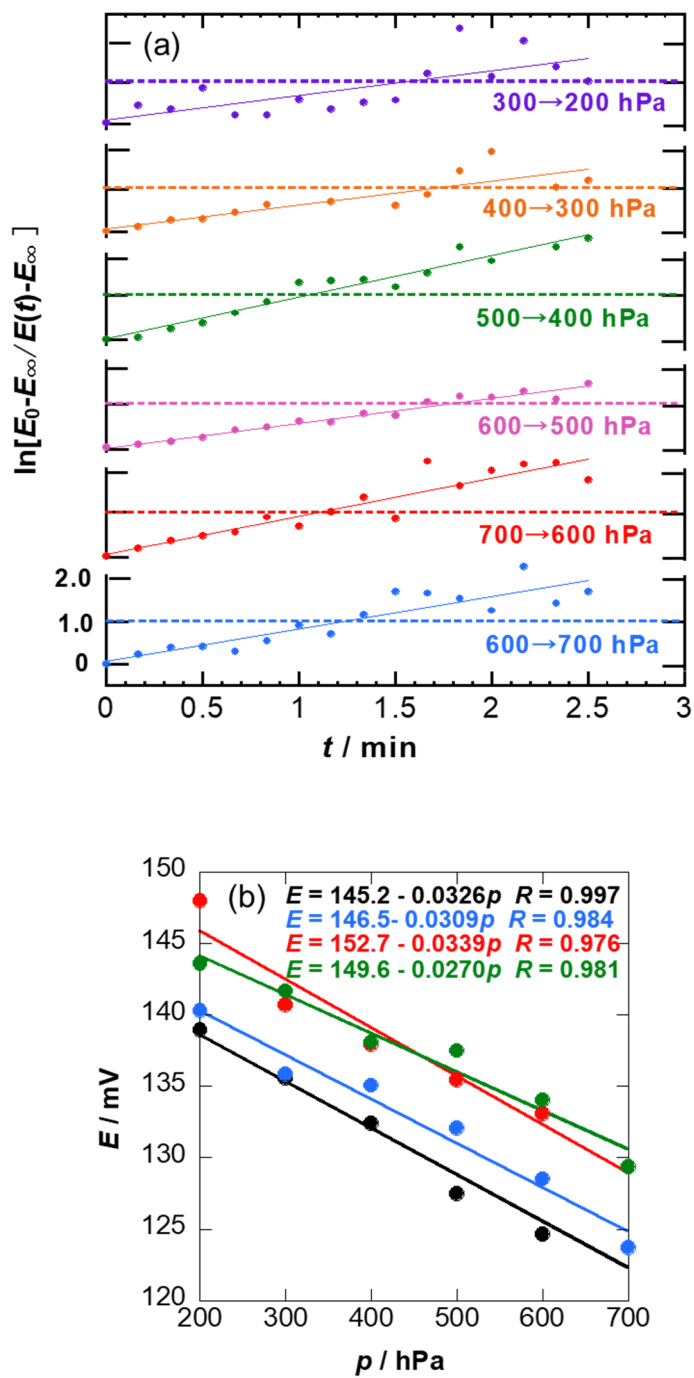 (a)
300→200 hPa
400→300 hPa
500→400 hPa
600→500 hPa
700→600 hPa
600→700 hPa
ln[E₀-E∞/E(t)-E∞]
2.0
1.0
0
0 0.5 1 1.5 2 2.5 3
t / min
(b)
E = 145.2 - 0.0326p R = 0.997
E = 146.5- 0.0309p R = 0.984
E = 152.7 - 0.0339p R = 0.976
E = 149.6 - 0.0270p R = 0.981
150
145
140
135
130
125
120
E / mV
200 300 400 500 600 700
p / hPa